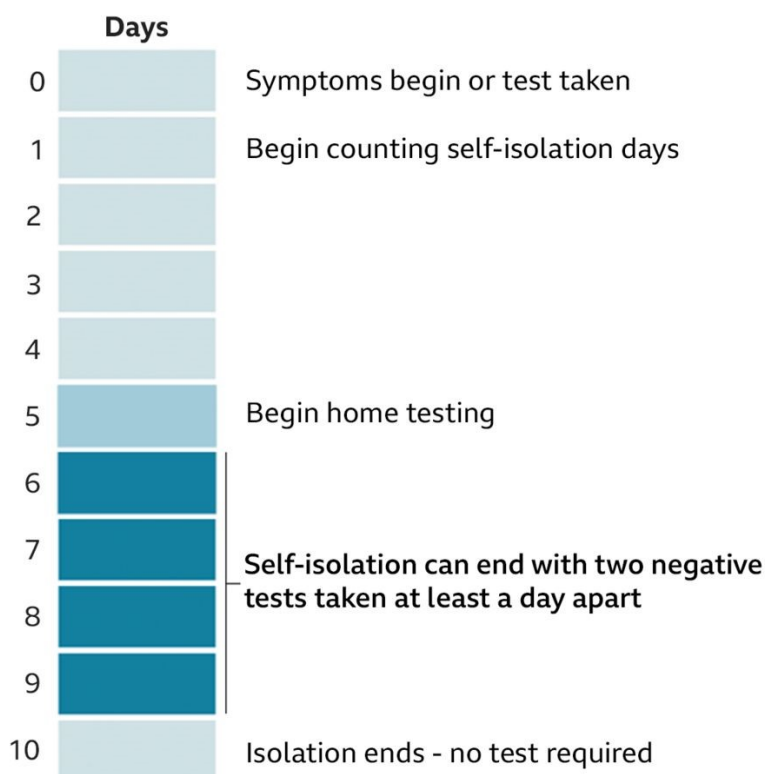 Days
0 Symptoms begin or test taken
1 Begin counting self-isolation days
2
3
4
5 Begin home testing
6
7
Self-isolation can end with two negative
tests taken at least a day apart
8
9
10 Isolation ends - no test required